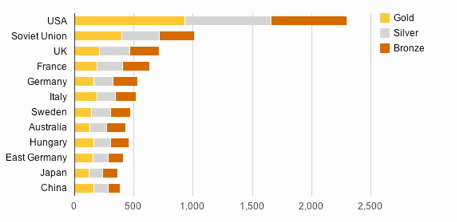 USA
Soviet Union
UK
France
Germany
Italy
Sweden
Australia
Hungary
East Germany
Japan
China
0 500 1,000 1,500 2,000 2,500
Gold
Silver
Bronze